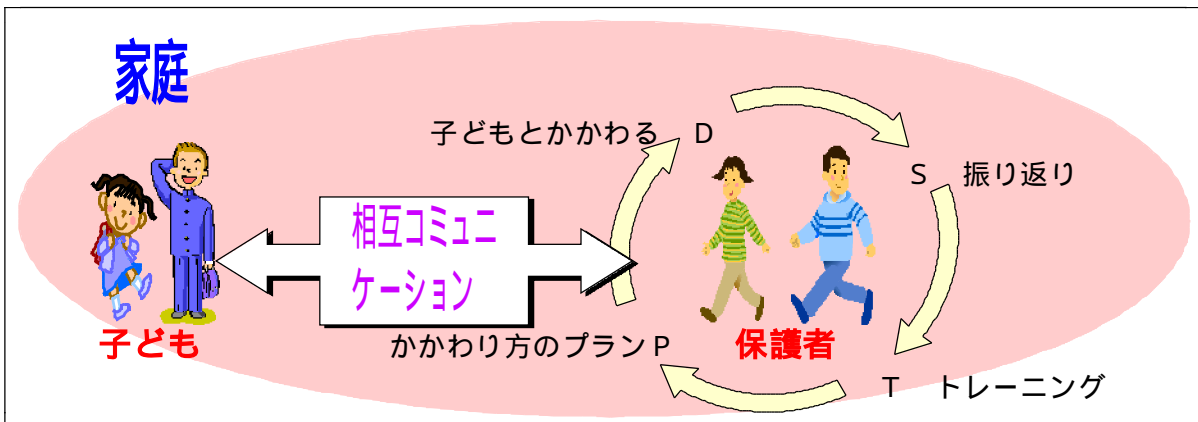 家庭
子どもとかかわる　D
S　振り返り
相互コミュニ
ケーション
子ども
かかわり方のプランP
保護者
T　トレーニング